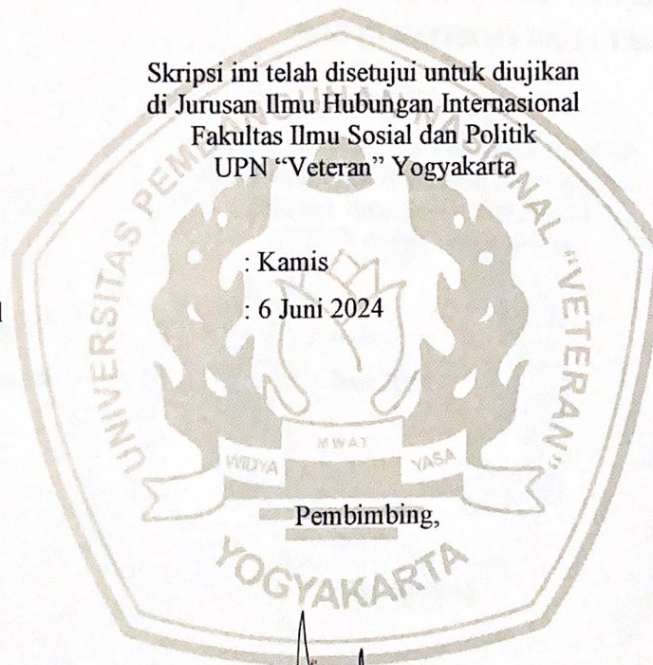 Skripsi ini telah disetujui untuk diujikan
di Jurusan Ilmu Hubungan Internasional
Fakultas Ilmu Sosial dan Politik
UPN “Veteran” Yogyakarta
: Kamis
: 6 Juni 2024
Pembimbing,
UNIVERSITAS PEMBANGUNAN NASIONAL “VETERAN”
WIDYA MWAT YASA
YOGYAKARTA